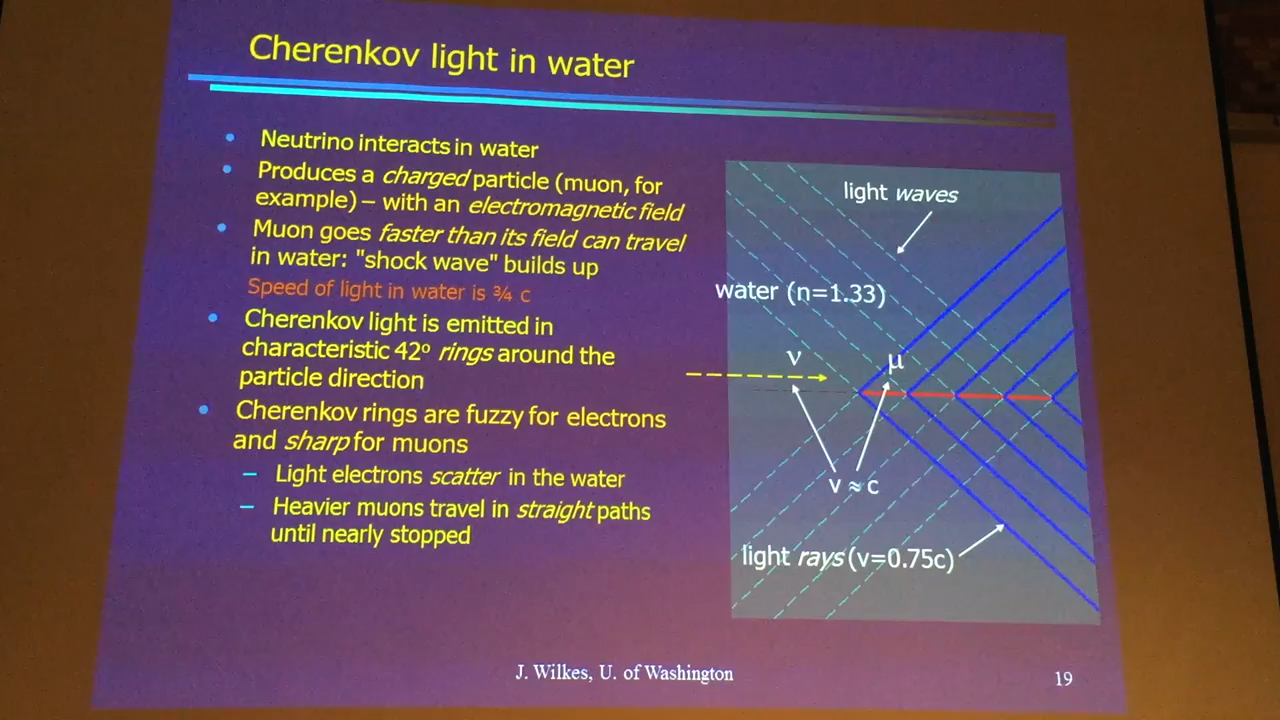 Cherenkov light in water
• Neutrino interacts in water
• Produces a charged particle (muon, for
example) – with an electromagnetic field
• Muon goes faster than its field can travel
in water: "shock wave" builds up
Speed of light in water is ¾ c
• Cherenkov light is emitted in
characteristic 42º rings around the
particle direction
• Cherenkov rings are fuzzy for electrons
and sharp for muons
– Light electrons scatter in the water
– Heavier muons travel in straight paths
until nearly stopped
light waves
water (n=1.33)
ν
μ
v ≈ c
light rays (v=0.75c)
J. Wilkes, U. of Washington
19